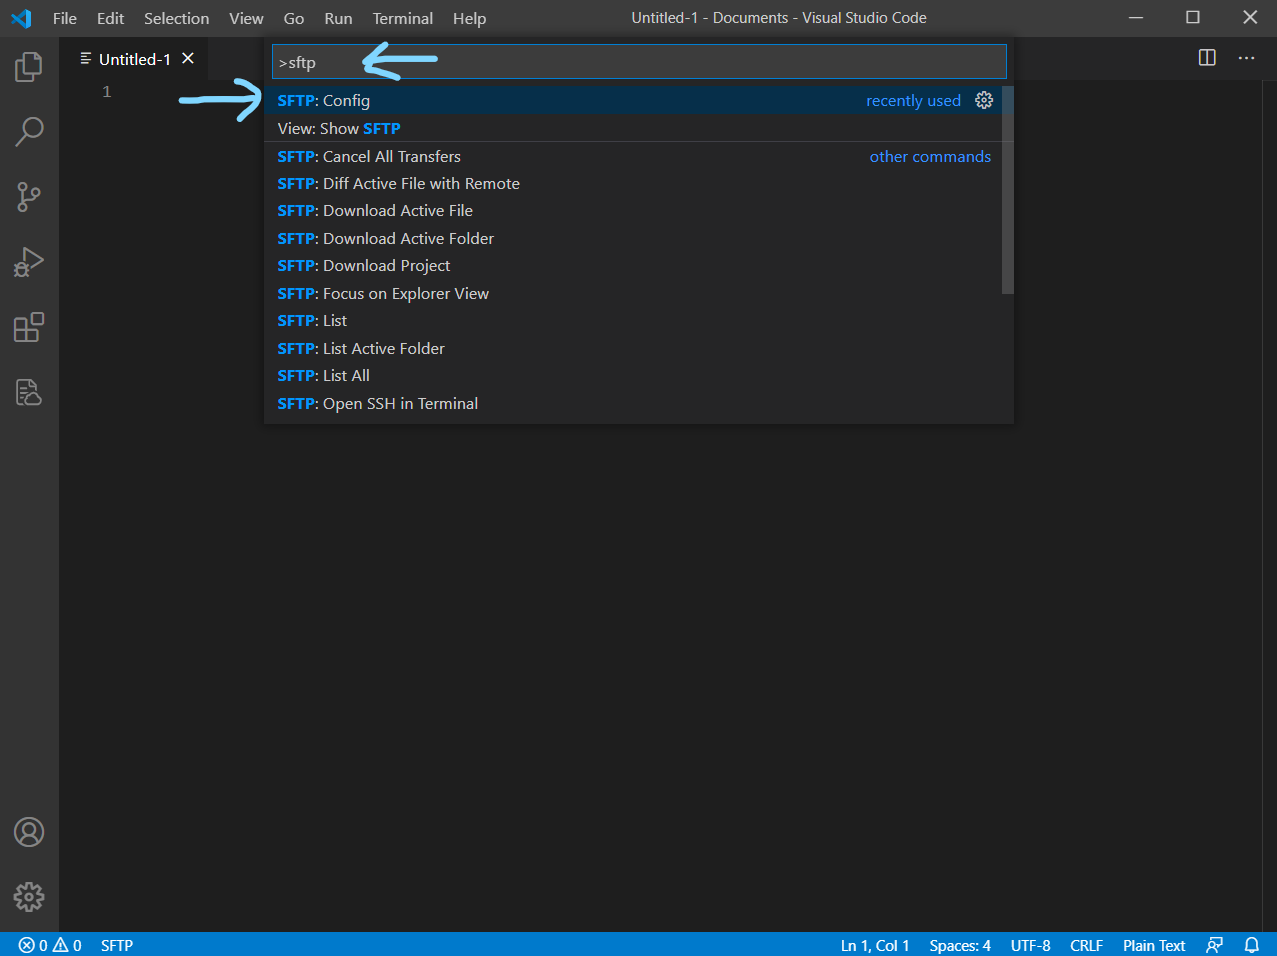 File Edit Selection View Go Run Terminal Help Untitled-1 - Documents - Visual Studio Code
Untitled-1
>sftp
1
SFTP: Config recently used
View: Show SFTP
SFTP: Cancel All Transfers other commands
SFTP: Diff Active File with Remote
SFTP: Download Active File
SFTP: Download Active Folder
SFTP: Download Project
SFTP: Focus on Explorer View
SFTP: List
SFTP: List Active Folder
SFTP: List All
SFTP: Open SSH in Terminal
0 0 SFTP Ln 1, Col 1 Spaces: 4 UTF-8 CRLF Plain Text